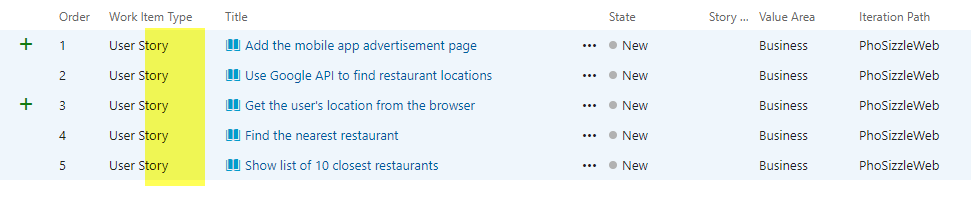 Order Work Item Type Title State Story ... Value Area Iteration Path
+ 1 User Story Add the mobile app advertisement page ••• New Business PhoSizzleWeb
2 User Story Use Google API to find restaurant locations New Business PhoSizzleWeb
+ 3 User Story Get the user's location from the browser ••• New Business PhoSizzleWeb
4 User Story Find the nearest restaurant ••• New Business PhoSizzleWeb
5 User Story Show list of 10 closest restaurants ••• New Business PhoSizzleWeb